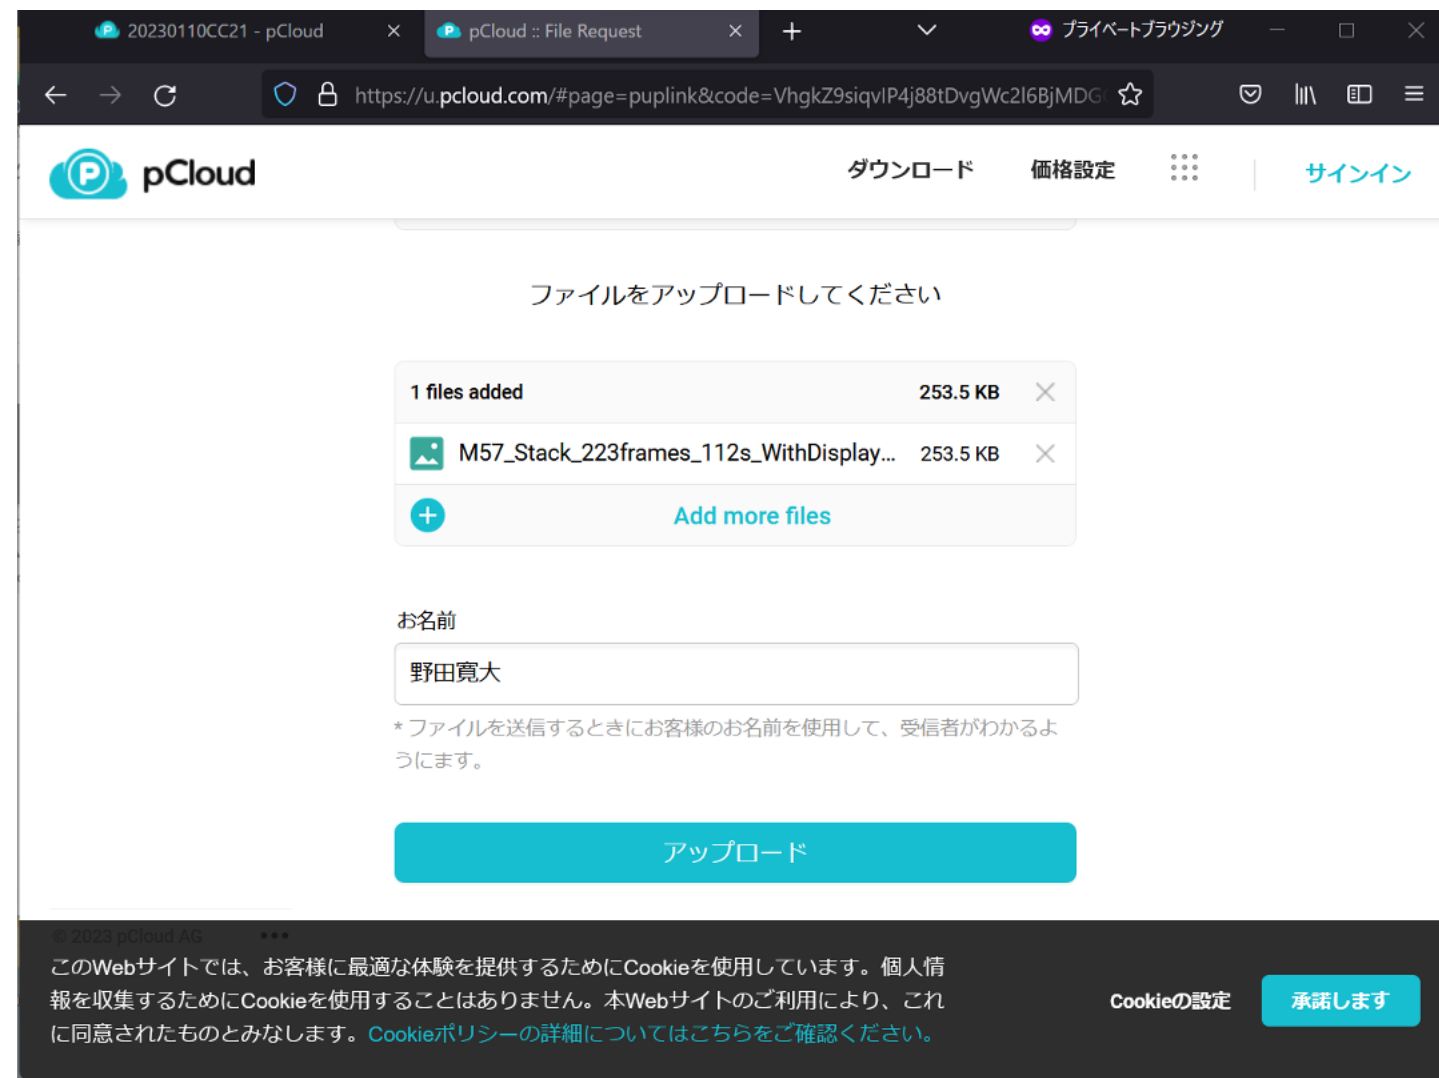 20230110CC21 - pCloud
pCloud :: File Request
プライベートブラウジング
https://u.pcloud.com/#page=puplink&code=VhgkZ9siqvIP4j88tDvgWc2l6BjMDG
pCloud
ダウンロード
価格設定
サインイン
ファイルをアップロードしてください
1 files added 253.5 KB
M57_Stack_223frames_112s_WithDisplay... 253.5 KB
Add more files
お名前
野田寛大
* ファイルを送信するときにお客様のお名前を使用して、受信者がわかるよ
うにます。
アップロード
© 2023 pCloud AG
このWebサイトでは、お客様に最適な体験を提供するためにCookieを使用しています。個人情
報を収集するためにCookieを使用することはありません。本Webサイトのご利用により、これ
に同意されたものとみなします。Cookieポリシーの詳細についてはこちらをご確認ください。
Cookieの設定
承諾します